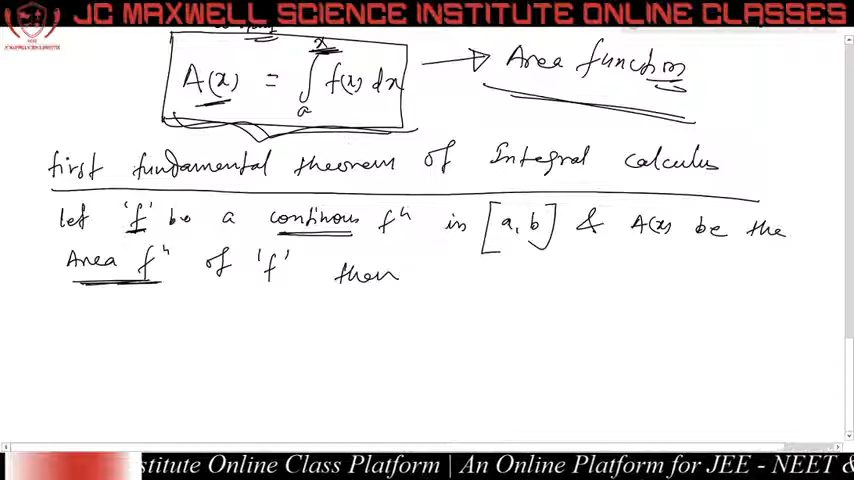 JC MAXWELL SCIENCE INSTITUTE ONLINE CLASSES
A(x) = ∫ₐˣ f(x) dx → Area function
first fundamental theorem of Integral calculus
let 'f' be a continous fⁿ in [a, b] & A(x) be the
Area fⁿ of 'f' then
stitute Online Class Platform | An Online Platform for JEE - NEET &